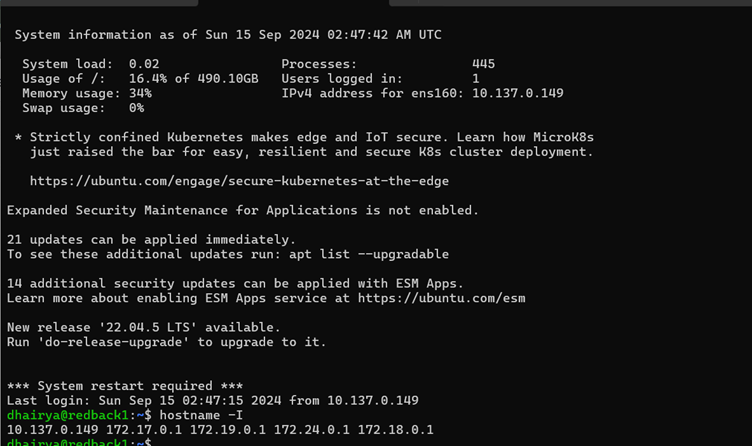 System information as of Sun 15 Sep 2024 02:47:42 AM UTC
System load:  0.02               Processes:               445
Usage of /:   16.4% of 490.10GB   Users logged in:         1
Memory usage: 34%                IPv4 address for ens160: 10.137.0.149
Swap usage:   0%
* Strictly confined Kubernetes makes edge and IoT secure. Learn how MicroK8s
just raised the bar for easy, resilient and secure K8s cluster deployment.
https://ubuntu.com/engage/secure-kubernetes-at-the-edge
Expanded Security Maintenance for Applications is not enabled.
21 updates can be applied immediately.
To see these additional updates run: apt list --upgradable
14 additional security updates can be applied with ESM Apps.
Learn more about enabling ESM Apps service at https://ubuntu.com/esm
New release '22.04.5 LTS' available.
Run 'do-release-upgrade' to upgrade to it.
*** System restart required ***
Last login: Sun Sep 15 02:47:15 2024 from 10.137.0.149
dhairya@redback1:~$ hostname -I
10.137.0.149 172.17.0.1 172.19.0.1 172.24.0.1 172.18.0.1
dhairya@redback1:~$